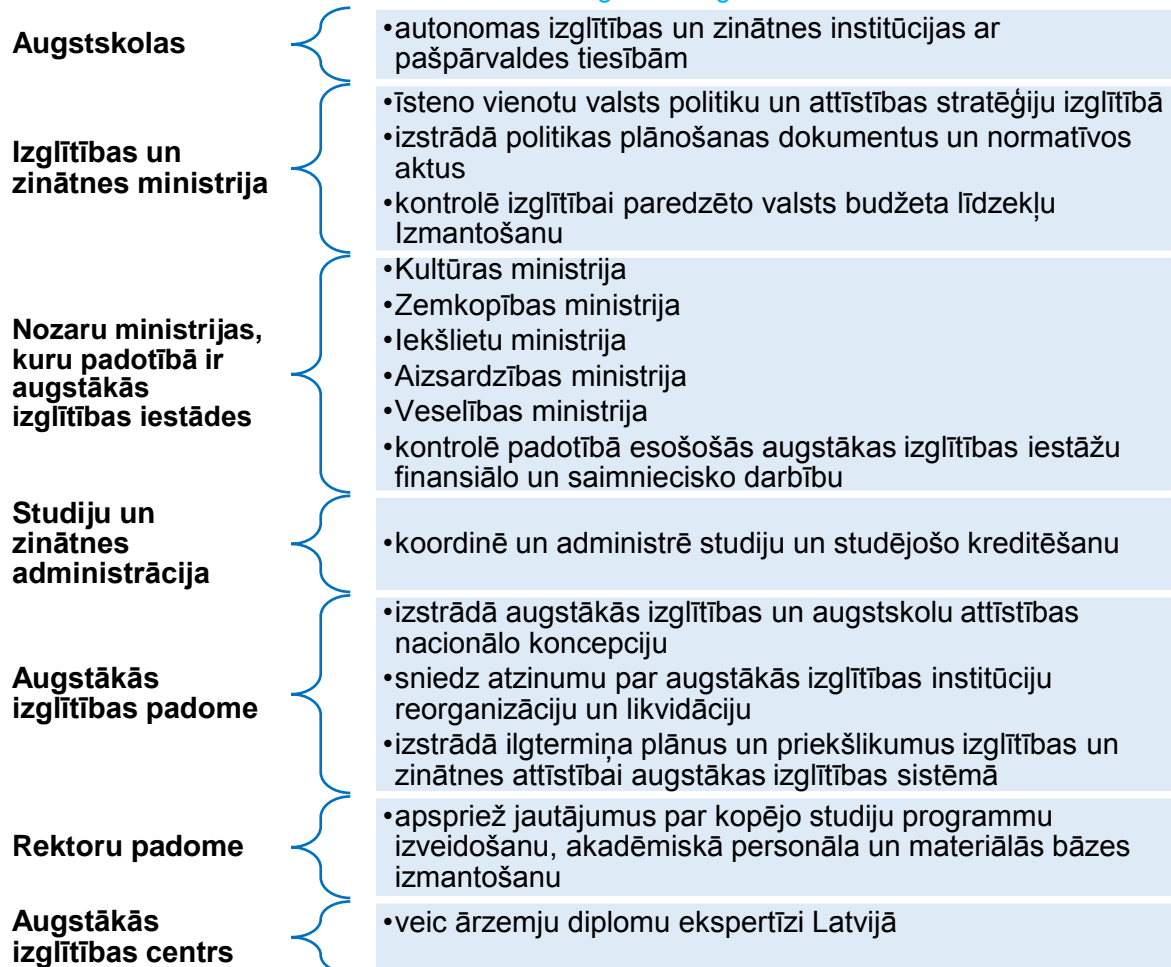 Augstskolas
•autonomas izglītības un zinātnes institūcijas ar
pašpārvaldes tiesībām
Izglītības un
zinātnes ministrija
•īsteno vienotu valsts politiku un attīstības stratēģiju izglītībā
•izstrādā politikas plānošanas dokumentus un normatīvos
aktus
•kontrolē izglītībai paredzēto valsts budžeta līdzekļu
Izmantošanu
Nozaru ministrijas,
kuru padotībā ir
augstākās
izglītības iestādes
•Kultūras ministrija
•Zemkopības ministrija
•Iekšlietu ministrija
•Aizsardzības ministrija
•Veselības ministrija
•kontrolē padotībā esošošās augstākas izglītības iestāžu
finansiālo un saimniecisko darbību
Studiju un
zinātnes
administrācija
•koordinē un administrē studiju un studējošo kreditēšanu
Augstākās
izglītības padome
•izstrādā augstākās izglītības un augstskolu attīstības
nacionālo koncepciju
•sniedz atzinumu par augstākās izglītības institūciju
reorganizāciju un likvidāciju
•izstrādā ilgtermiņa plānus un priekšlikumus izglītības un
zinātnes attīstībai augstākas izglītības sistēmā
Rektoru padome
•apspriež jautājumus par kopējo studiju programmu
izveidošanu, akadēmiskā personāla un materiālās bāzes
izmantošanu
Augstākās
izglītības centrs
•veic ārzemju diplomu ekspertīzi Latvijā